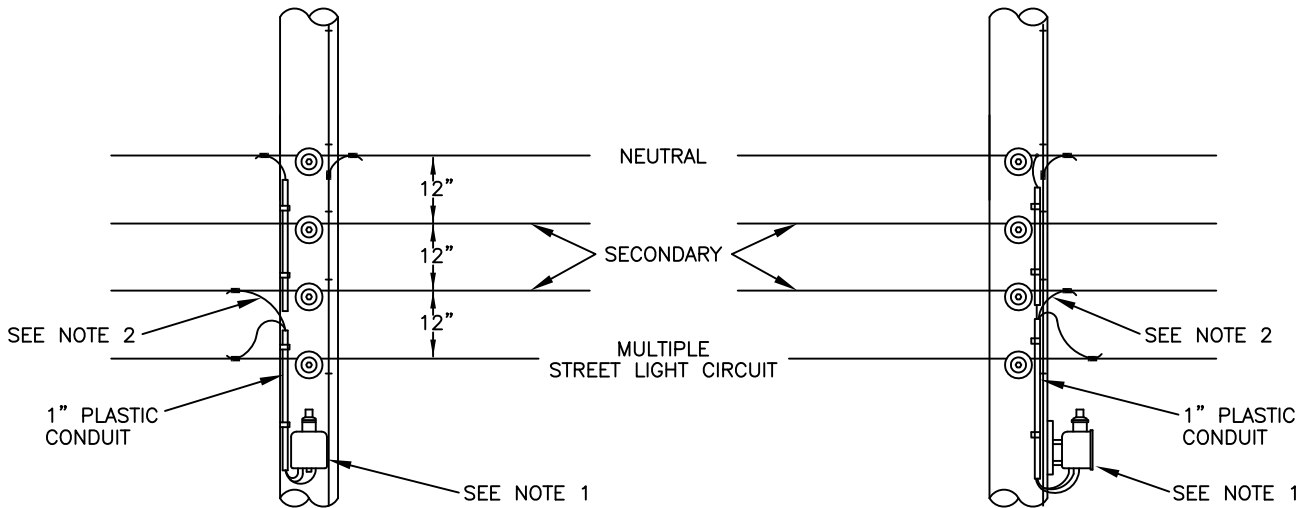 NEUTRAL
12”
12”
SECONDARY
12”
SEE NOTE 2
SEE NOTE 2
MULTIPLE
STREET LIGHT CIRCUIT
1” PLASTIC
CONDUIT
1” PLASTIC
CONDUIT
SEE NOTE 1
SEE NOTE 1